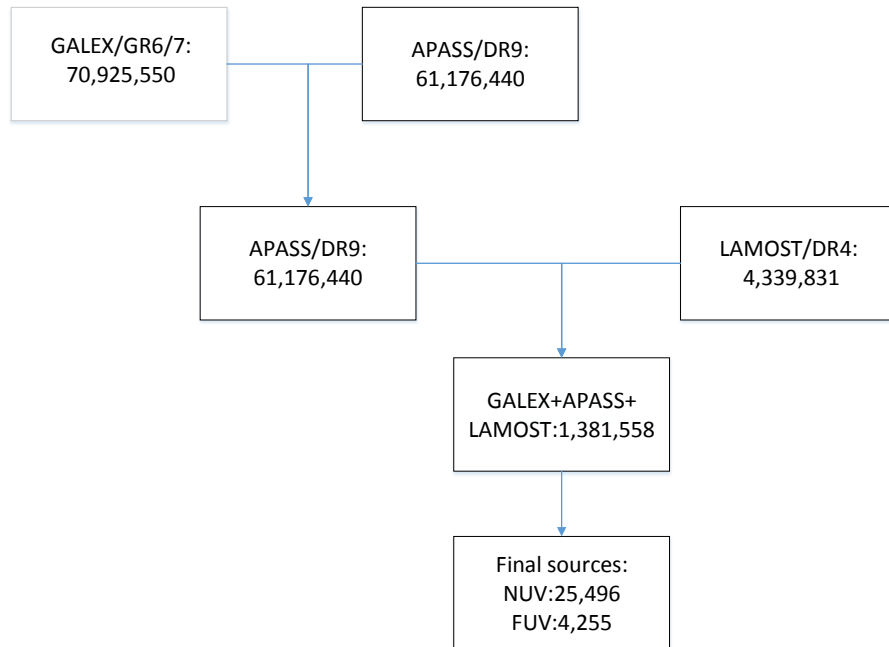 GALEX/GR6/7:
70,925,550
APASS/DR9:
61,176,440
APASS/DR9:
61,176,440
LAMOST/DR4:
4,339,831
GALEX+APASS+
LAMOST:1,381,558
Final sources:
NUV:25,496
FUV:4,255